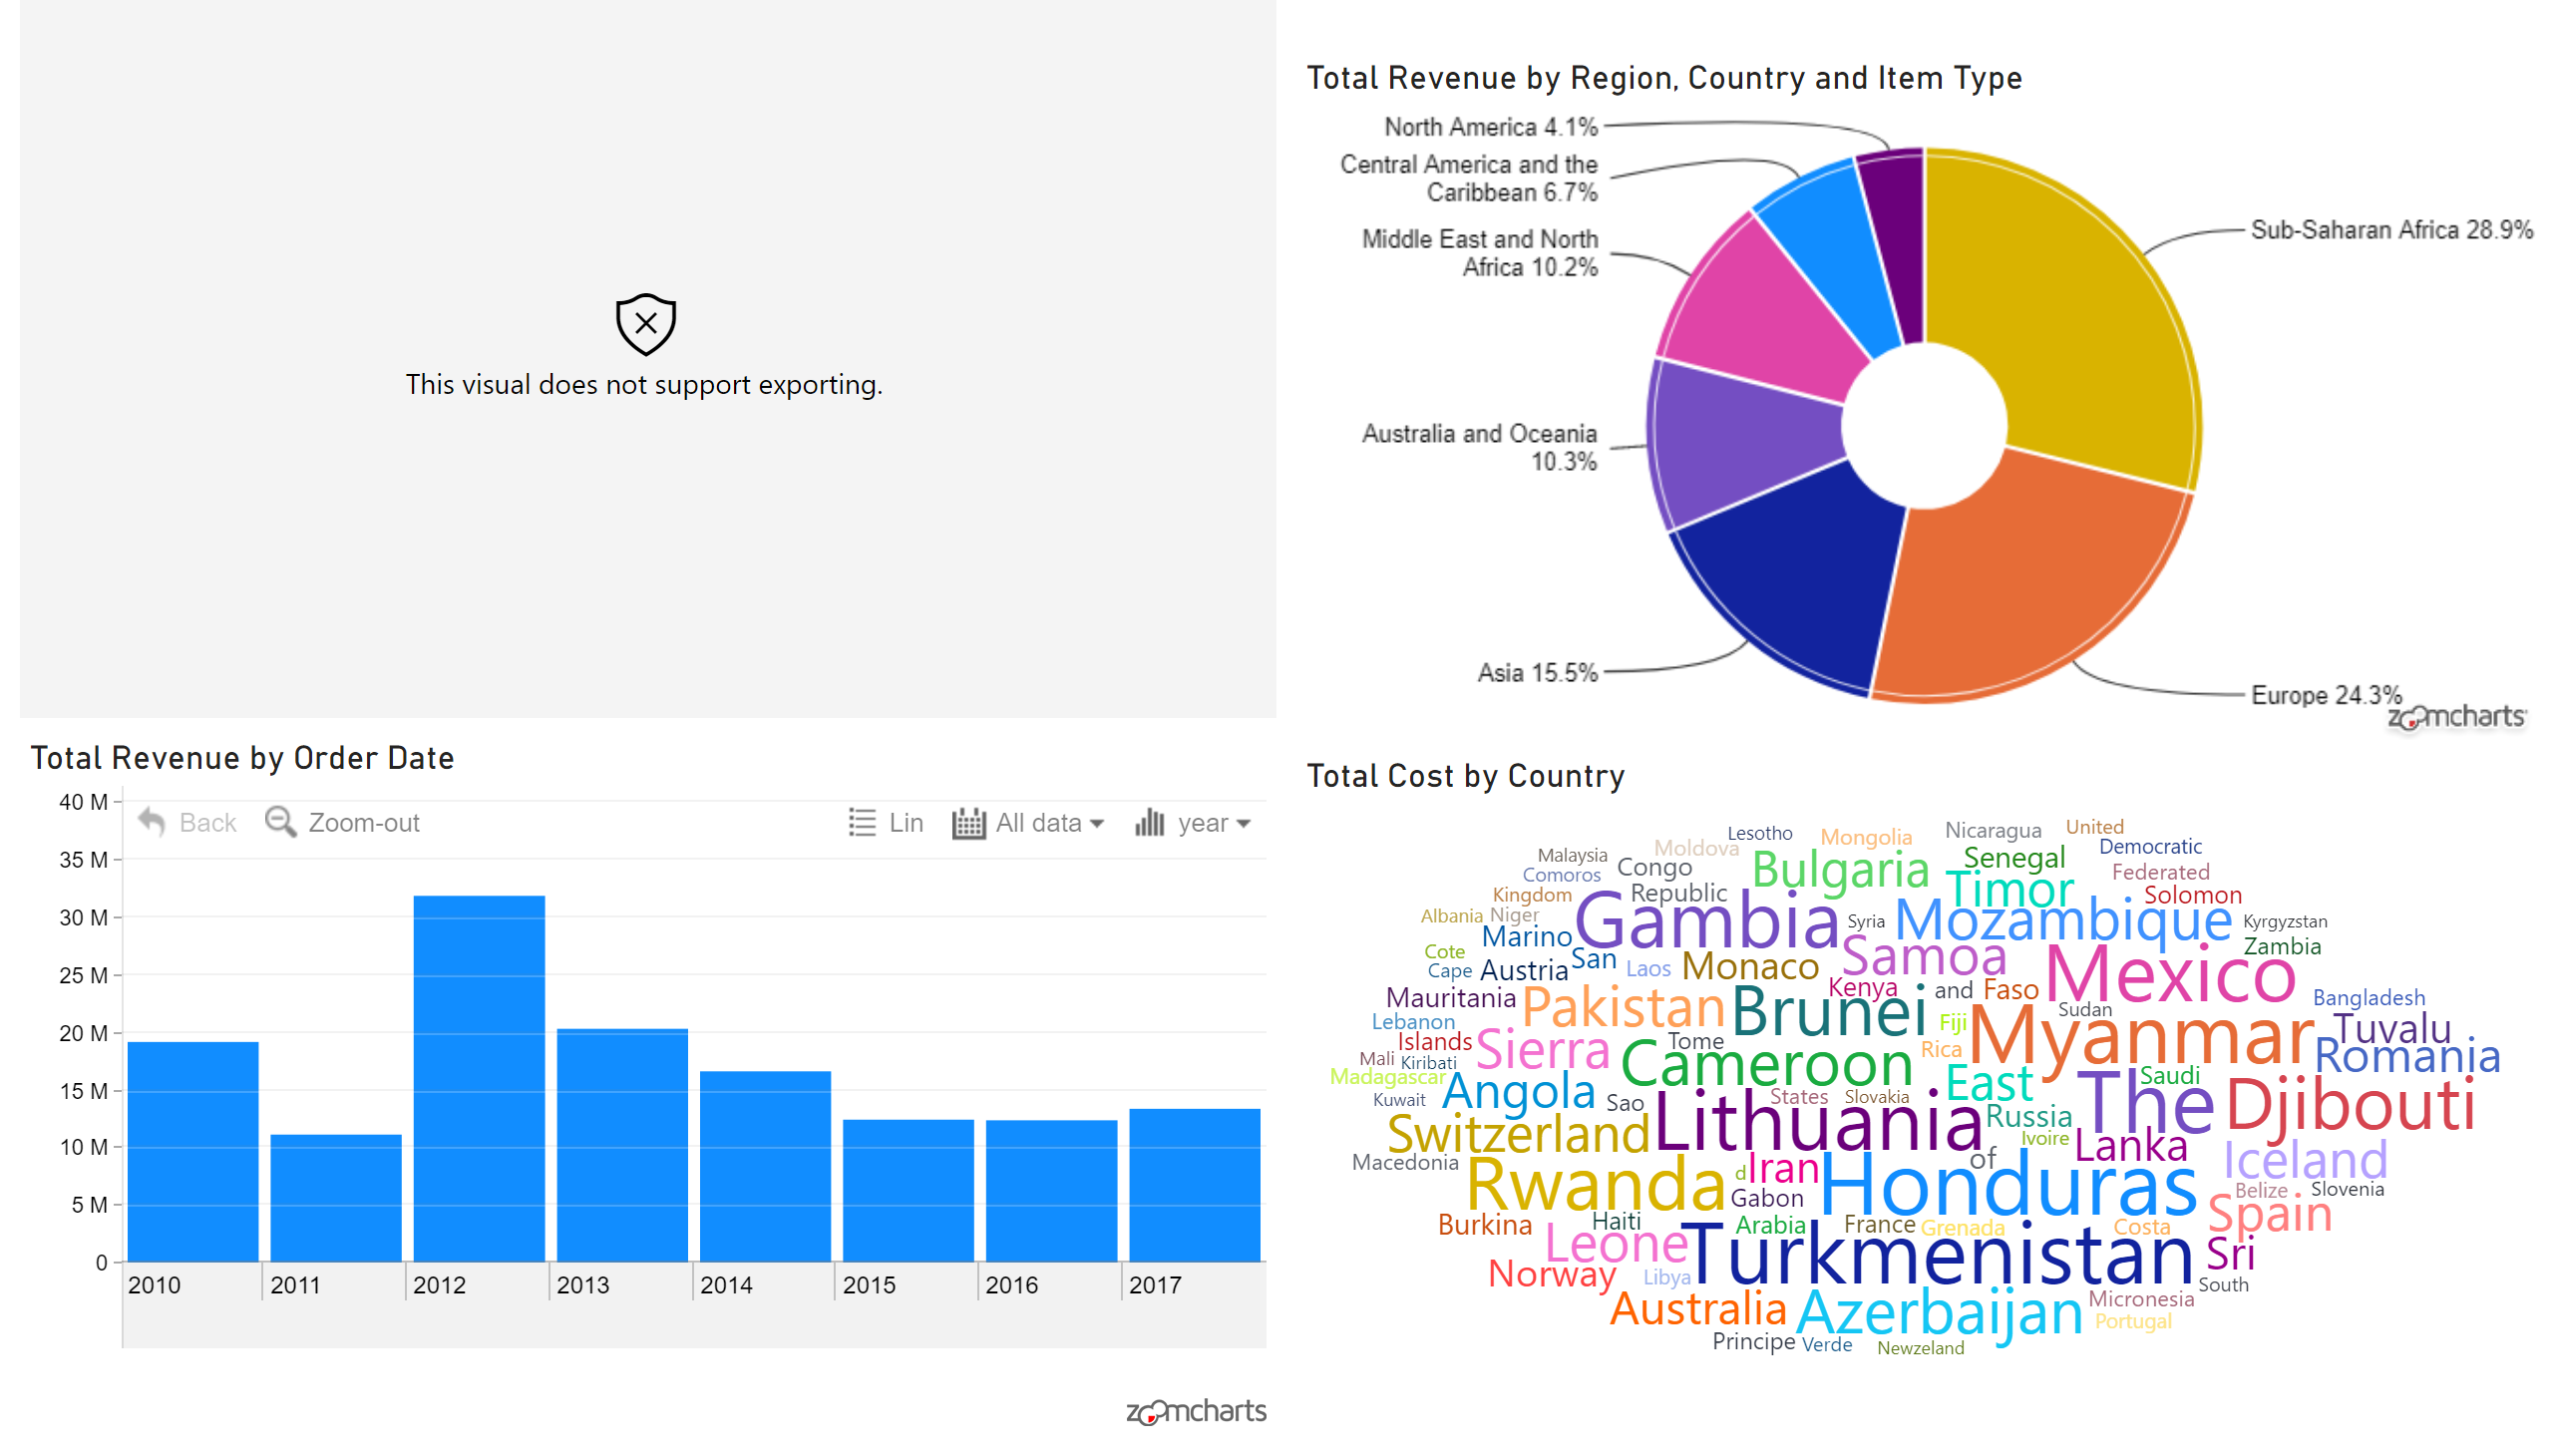 This visual does not support exporting.
Total Revenue by Region, Country and Item Type
North America 4.1%
Central America and the
Caribbean 6.7%
Middle East and North
Africa 10.2%
Australia and Oceania
10.3%
Asia 15.5%
Sub-Saharan Africa 28.9%
Europe 24.3%
zoomcharts
Total Revenue by Order Date
40 M
Back Zoom-out Lin All data year
35 M
30 M
25 M
20 M
15 M
10 M
5 M
0
2010 2011 2012 2013 2014 2015 2016 2017
zoomcharts
Total Cost by Country
Lesotho Mongolia Nicaragua United
Malaysia Moldova Democratic
Comoros Congo Bulgaria Senegal Federated
Kingdom Republic Timor Solomon
Albania Niger Gambia Syria Mozambique Kyrgyzstan
Marino Zambia
Cote San Samoa
Cape Austria Laos Monaco Mexico
Mauritania Pakistan Brunei Kenya and Faso Bangladesh
Lebanon Fiji Sudan
Islands Sierra Tome Myanmar Tuvalu
Mali Kiribati Cameroon Rica Romania
Madagascar Angola East Saudi
Kuwait Sao States Slovakia The Djibouti
Switzerland Lithuania Russia
Ivoire Lanka
Macedonia of Iceland
Rwanda d Iran Honduras
Gabon Belize Slovenia
Burkina Haiti Arabia France Grenada Costa Spain
Leone Turkmenistan Sri
Norway Libya South
Australia Azerbaijan Micronesia
Portugal
Principe Verde Newzeland